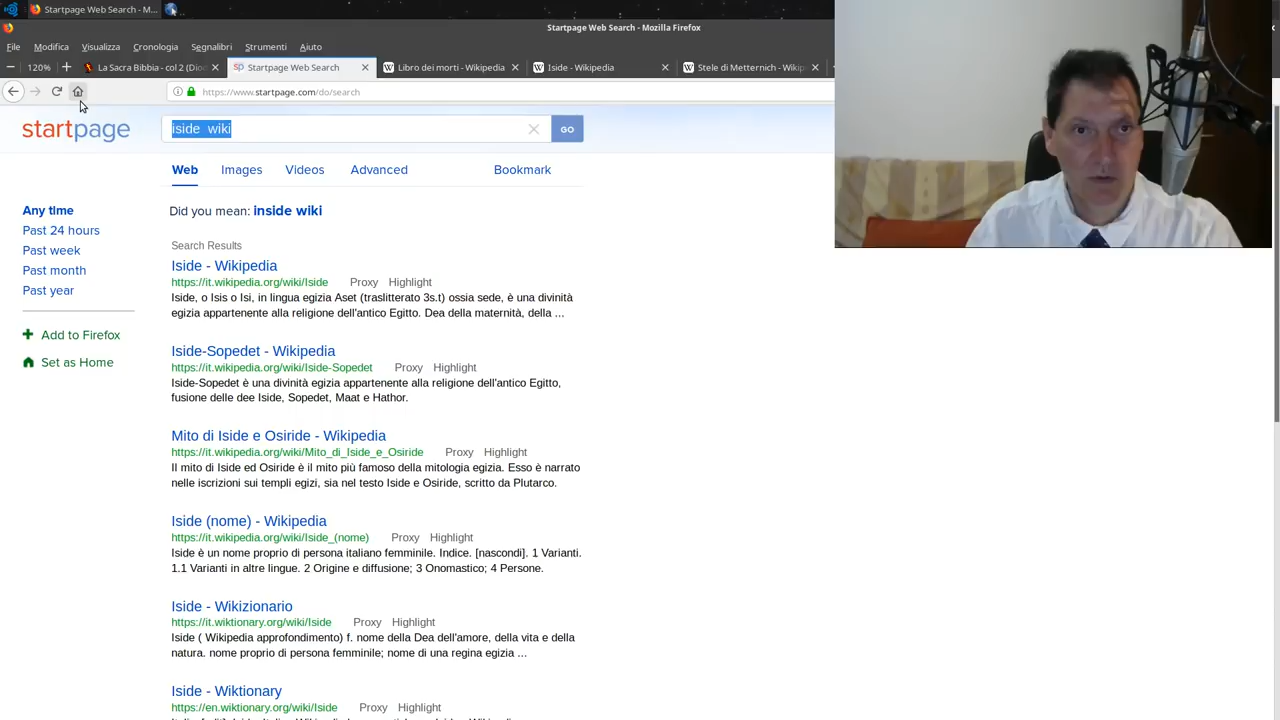 Startpage Web Search - M...
Startpage Web Search - Mozilla Firefox
File Modifica Visualizza Cronologia Segnalibri Strumenti Aiuto
120% La Sacra Bibbia - col 2 (Diod Startpage Web Search Libro dei morti - Wikipedia Iside - Wikipedia Stele di Metternich - Wikip
https://www.startpage.com/do/search
startpage
iside wiki
GO
Web Images Videos Advanced Bookmark
Any time
Past 24 hours
Past week
Past month
Past year
Add to Firefox
Set as Home
Did you mean: inside wiki
Search Results
Iside - Wikipedia
https://it.wikipedia.org/wiki/Iside Proxy Highlight
Iside, o Isis o Isi, in lingua egizia Aset (traslitterato 3s.t) ossia sede, è una divinità
egizia appartenente alla religione dell'antico Egitto. Dea della maternità, della ...
Iside-Sopedet - Wikipedia
https://it.wikipedia.org/wiki/Iside-Sopedet Proxy Highlight
Iside-Sopedet è una divinità egizia appartenente alla religione dell'antico Egitto,
fusione delle dee Iside, Sopedet, Maat e Hathor.
Mito di Iside e Osiride - Wikipedia
https://it.wikipedia.org/wiki/Mito_di_Iside_e_Osiride Proxy Highlight
Il mito di Iside ed Osiride è il mito più famoso della mitologia egizia. Esso è narrato
nelle iscrizioni sui templi egizi, sia nel testo Iside e Osiride, scritto da Plutarco.
Iside (nome) - Wikipedia
https://it.wikipedia.org/wiki/Iside_(nome) Proxy Highlight
Iside è un nome proprio di persona italiano femminile. Indice. [nascondi]. 1 Varianti.
1.1 Varianti in altre lingue. 2 Origine e diffusione; 3 Onomastico; 4 Persone.
Iside - Wikizionario
https://it.wiktionary.org/wiki/Iside Proxy Highlight
Iside ( Wikipedia approfondimento) f. nome della Dea dell'amore, della vita e della
natura. nome proprio di persona femminile; nome di una regina egizia ...
Iside - Wiktionary
https://en.wiktionary.org/wiki/Iside Proxy Highlight